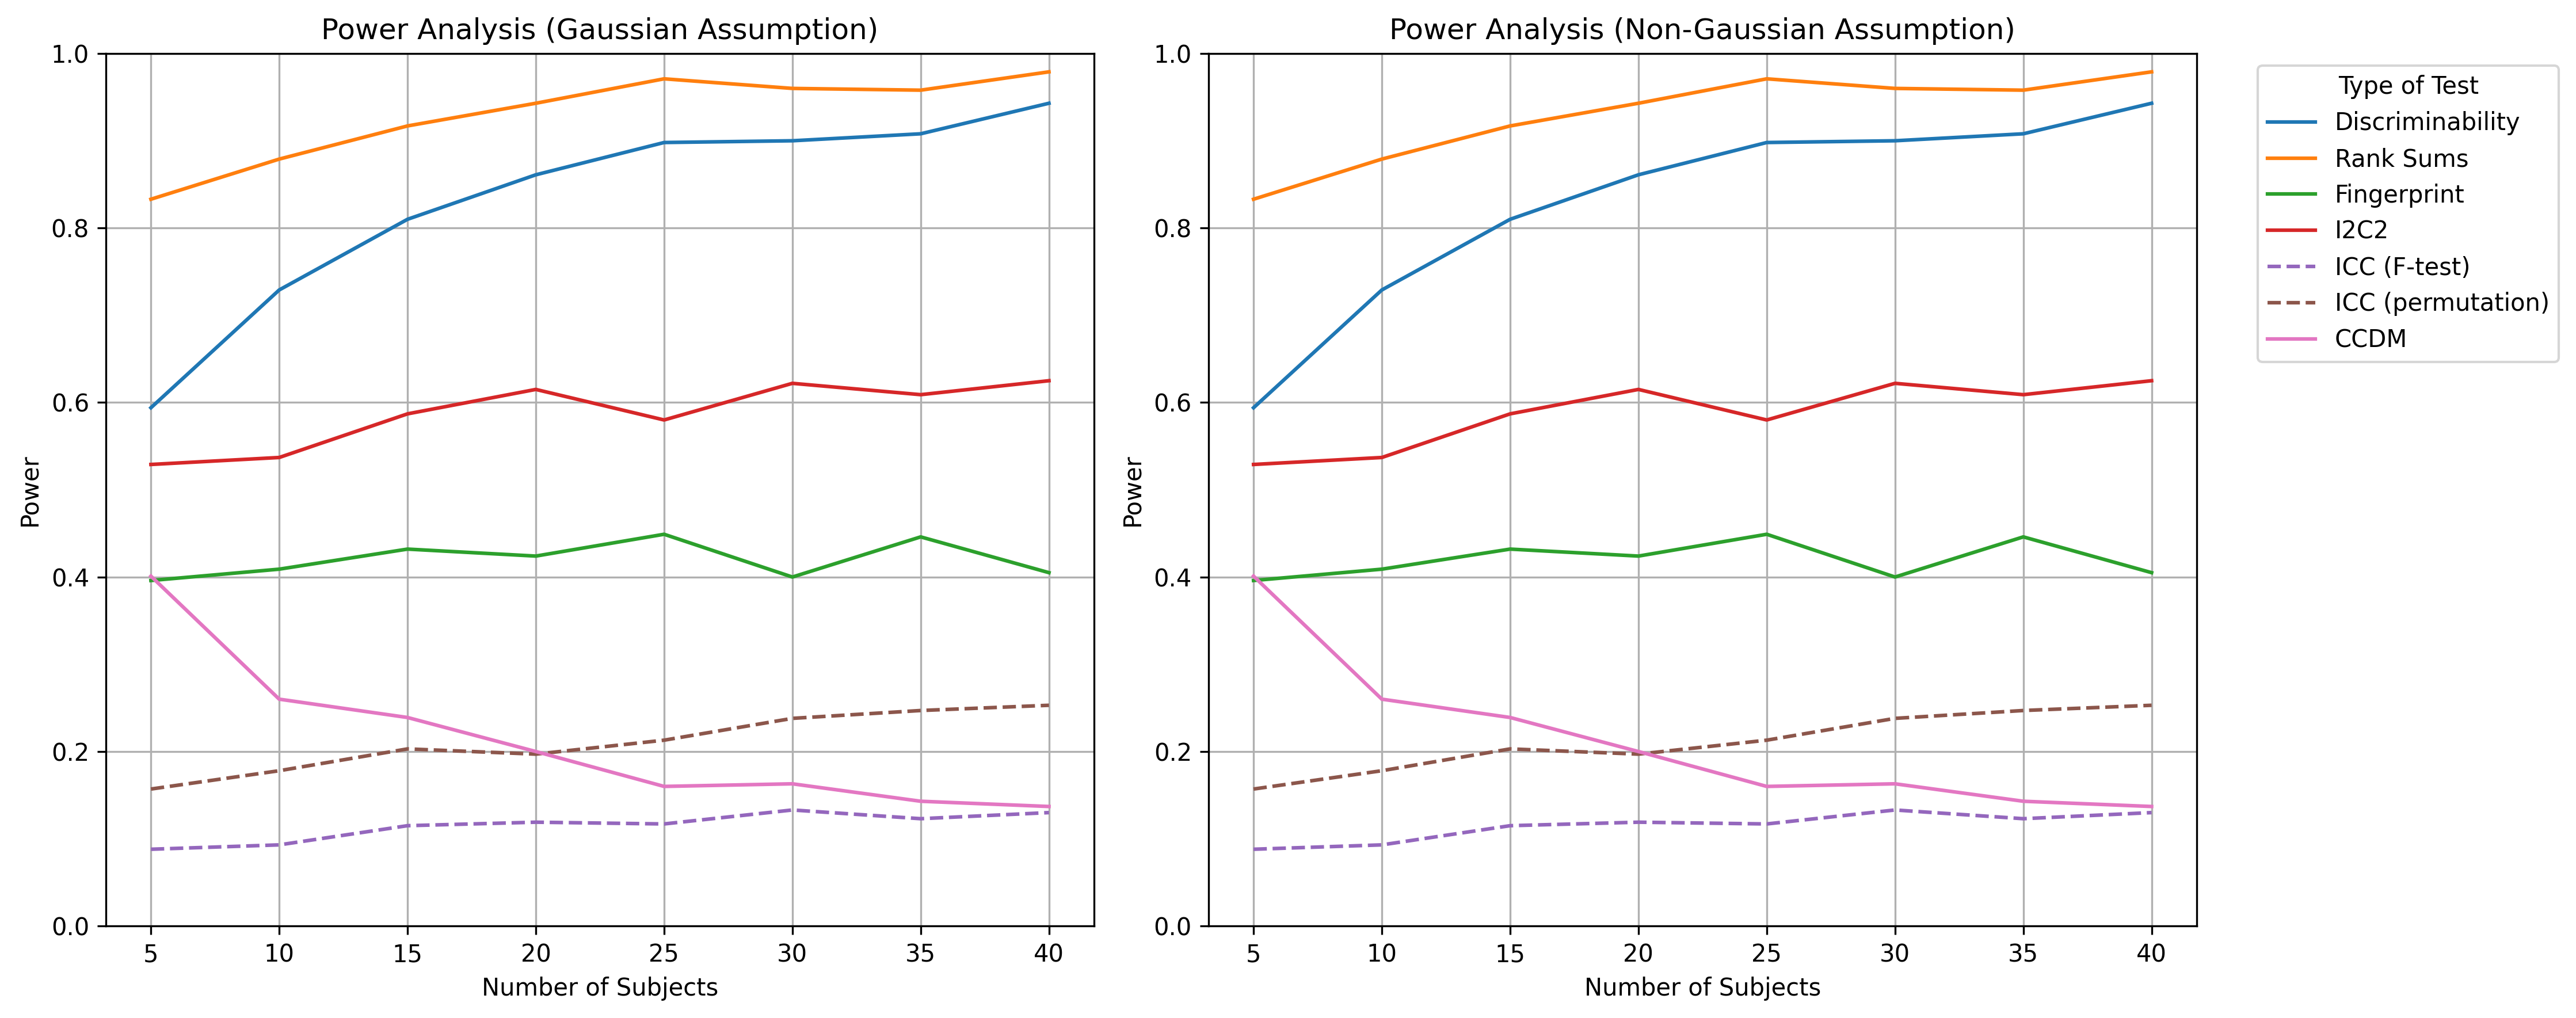 Power Analysis (Gaussian Assumption)
1.0
0.8
0.6
0.4
0.2
0.0
Power
5 10 15 20 25 30 35 40
Number of Subjects
Power Analysis (Non-Gaussian Assumption)
1.0
0.8
0.6
0.4
0.2
0.0
Power
5 10 15 20 25 30 35 40
Number of Subjects
Type of Test
Discriminability
Rank Sums
Fingerprint
I2C2
ICC (F-test)
ICC (permutation)
CCDM